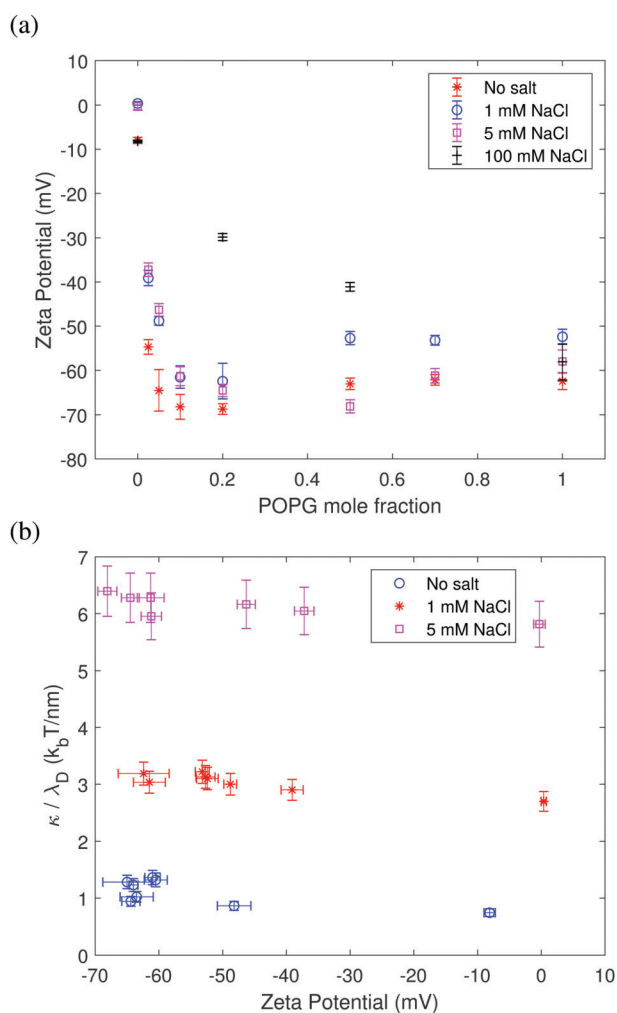 (a)
10
0
-10
-20
-30
-40
-50
-60
-70
-80
Zeta Potential (mV)
No salt
1 mM NaCl
5 mM NaCl
100 mM NaCl
0 0.2 0.4 0.6 0.8 1
POPG mole fraction
(b)
7
6
5
4
3
2
1
0
κ / λ_D (k_bT/nm)
No salt
1 mM NaCl
5 mM NaCl
-70 -60 -50 -40 -30 -20 -10 0 10
Zeta Potential (mV)